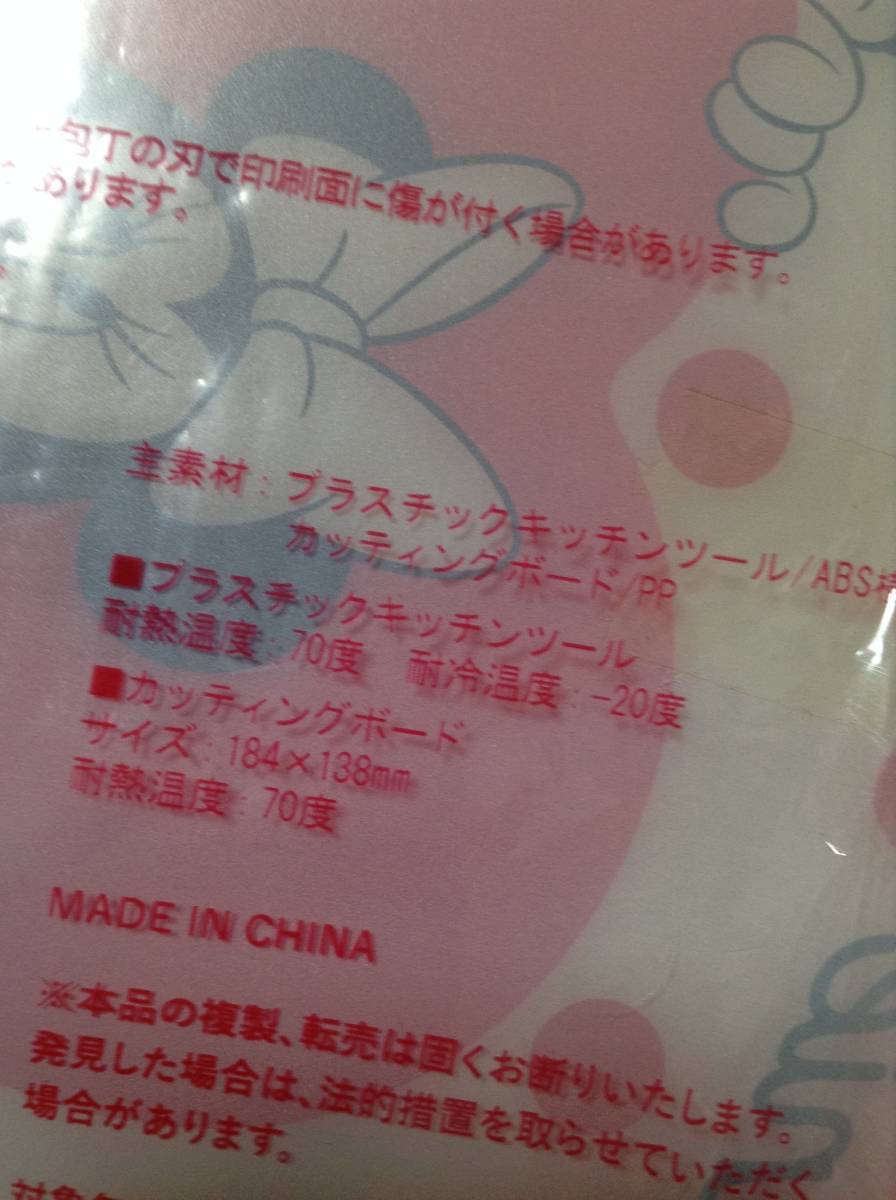 包丁の刃で印刷面に傷が付く場合があります。
あります。
主素材：プラスチックキッチンツール/ABS
カッティングボード/PP
■プラスチックキッチンツール
耐熱温度：70度　耐冷温度：-20度
■カッティングボード
サイズ：184×138mm
耐熱温度：70度
MADE IN CHINA
※本品の複製、転売は固くお断りいたします。
発見した場合は、法的措置を取らせていただく
場合があります。
対象年